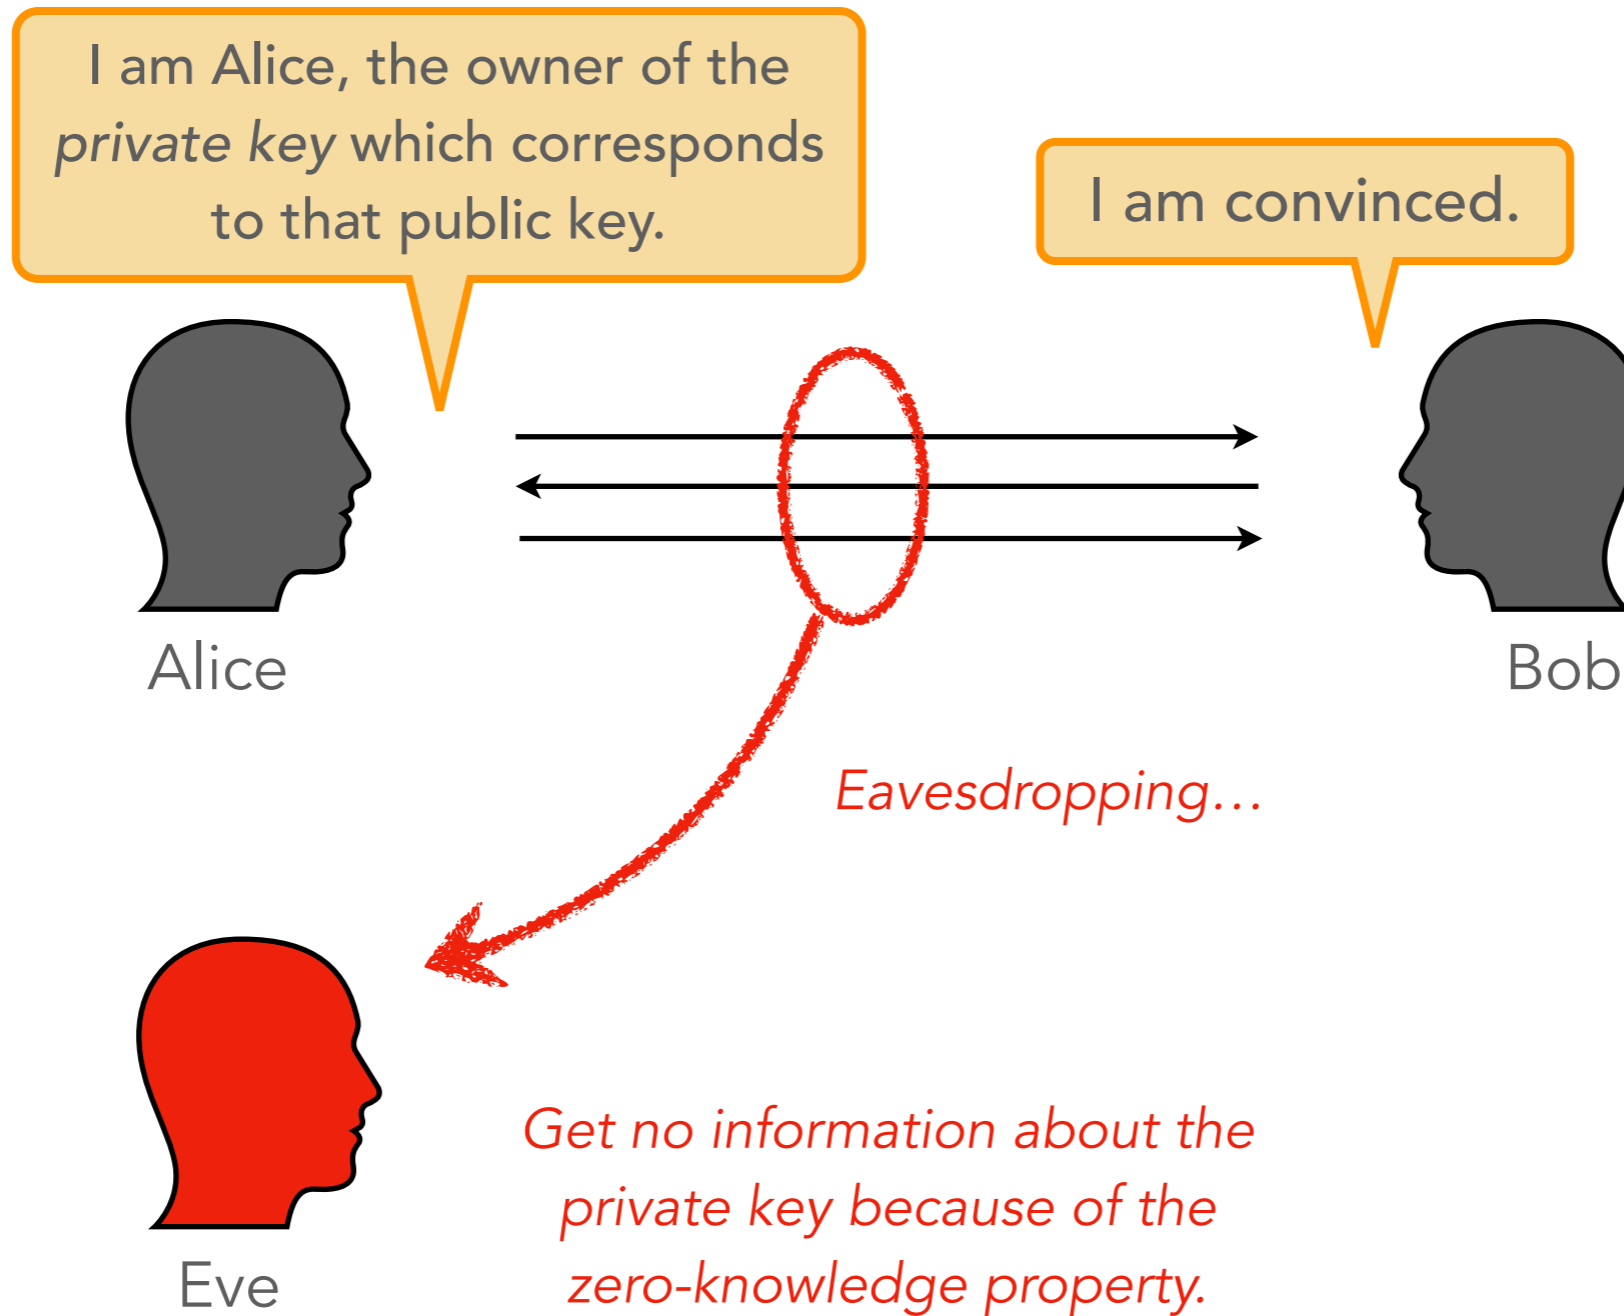 I am Alice, the owner of the
private key which corresponds
to that public key.
I am convinced.
Alice
Bob
Eavesdropping…
Eve
Get no information about the
private key because of the
zero-knowledge property.